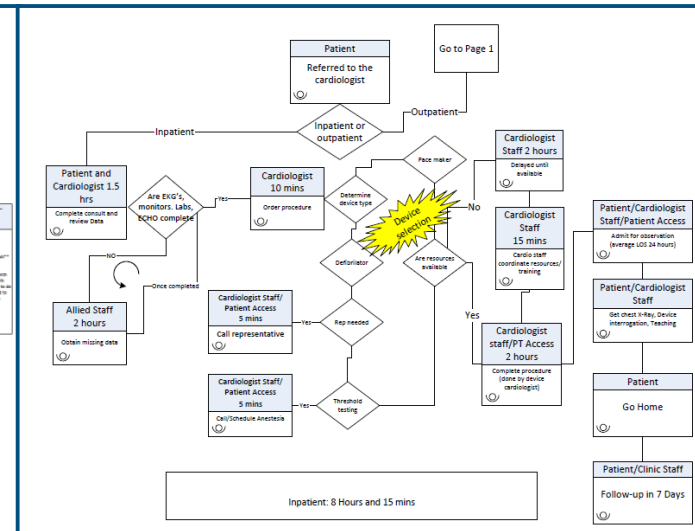 Patient
Referred to the
cardiologist
Go to Page 1
Inpatient
Inpatient or
outpatient
Outpatient
Patient and
Cardiologist 1.5
hrs
Complete consult and
review Data
Are EKG's,
monitors. Labs,
ECHO complete
Yes
NO
Once completed
Allied Staff
2 hours
Obtain missing data
Cardiologist
10 mins
Order procedure
Determine
device type
Pace maker
Device
selection
Defibrillator
Are resources
available
No
Yes
Cardiologist Staff/
Patient Access
5 mins
Call representative
Yes
Rep needed
Cardiologist Staff/
Patient Access
5 mins
Call/Schedule Anestesia
Yes
Threshold
testing
Cardiologist
Staff 2 hours
Delayed until
available
Cardiologist
Staff
15 mins
Cardio staff
coordinate resources/
training
Cardiologist
staff/PT Access
2 hours
Complete procedure
(done by device
cardiologist)
Patient/Cardiologist
Staff/Patient Access
Admit for observation
(average LOS 24 hours)
Patient/Cardiologist
Staff
Get chest X-Ray, Device
interrogation, Teaching
Patient
Go Home
Patient/Clinic Staff
Follow-up in 7 Days
Inpatient: 8 Hours and 15 mins